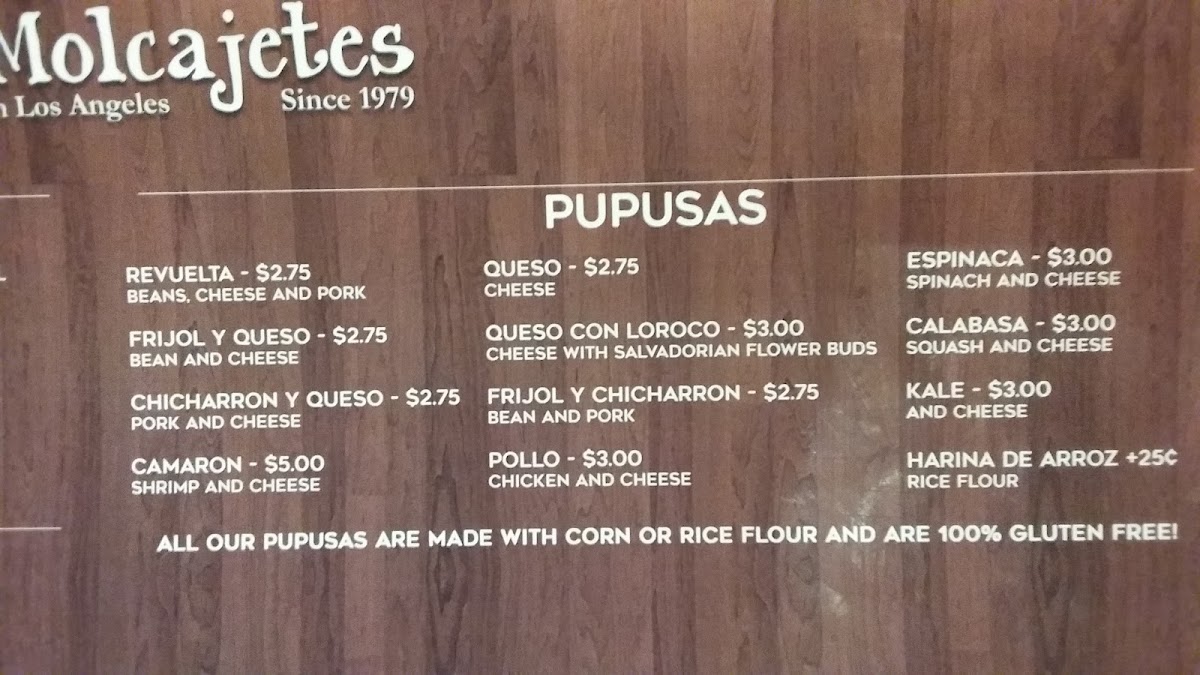 Molcajetes
Los Angeles Since 1979
PUPUSAS
REVUELTA - $2.75
BEANS, CHEESE AND PORK
FRIJOL Y QUESO - $2.75
BEAN AND CHEESE
CHICHARRON Y QUESO - $2.75
PORK AND CHEESE
CAMARON - $5.00
SHRIMP AND CHEESE
QUESO - $2.75
CHEESE
QUESO CON LOROCO - $3.00
CHEESE WITH SALVADORIAN FLOWER BUDS
FRIJOL Y CHICHARRON - $2.75
BEAN AND PORK
POLLO - $3.00
CHICKEN AND CHEESE
ESPINACA - $3.00
SPINACH AND CHEESE
CALABASA - $3.00
SQUASH AND CHEESE
KALE - $3.00
AND CHEESE
HARINA DE ARROZ +25¢
RICE FLOUR
ALL OUR PUPUSAS ARE MADE WITH CORN OR RICE FLOUR AND ARE 100% GLUTEN FREE!